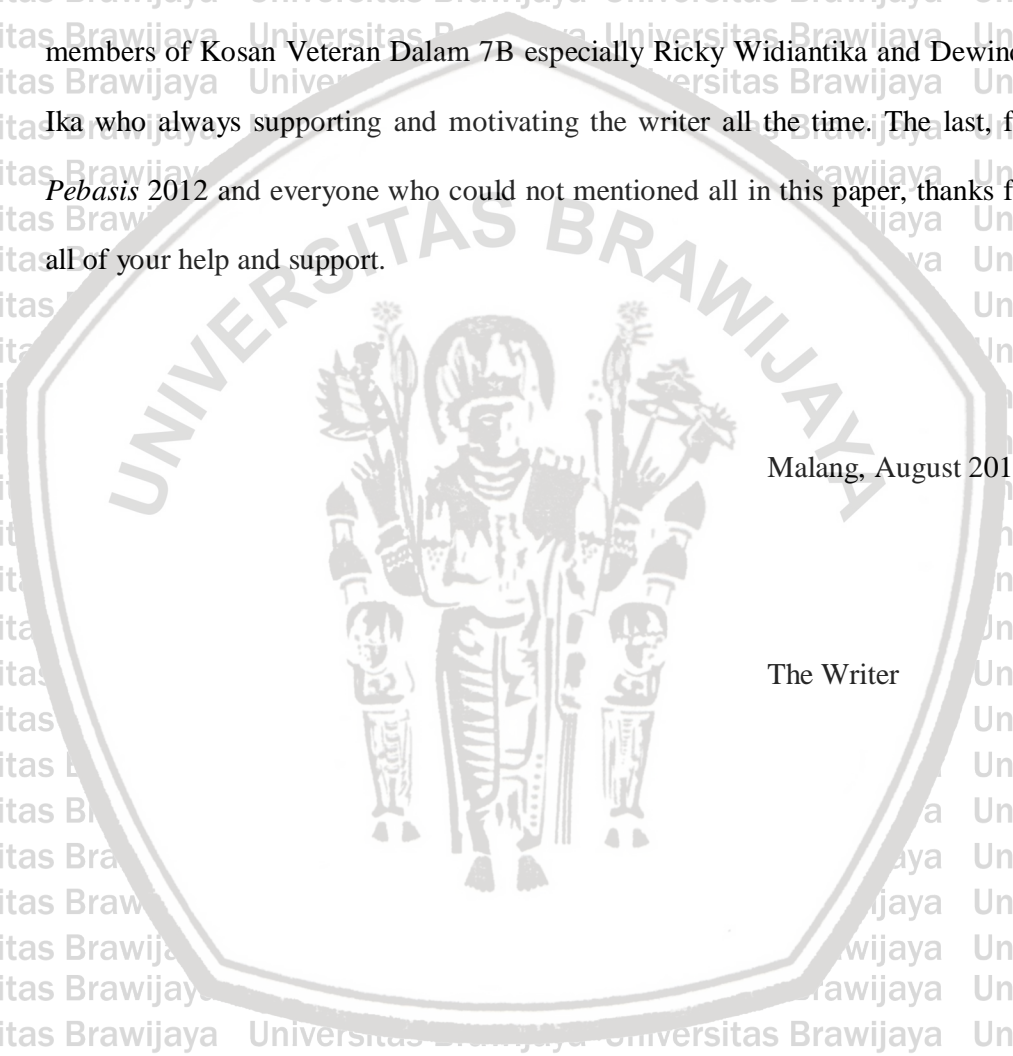 members of Kosan Veteran Dalam 7B especially Ricky Widiantika and
Ika who always supporting and motivating the writer all the time. The last,
Pebasis 2012 and everyone who could not mentioned all in this paper, thanks
all of your help and support.
UNIVERSITAS BRAWIJAYA
Malang, August
The Writer